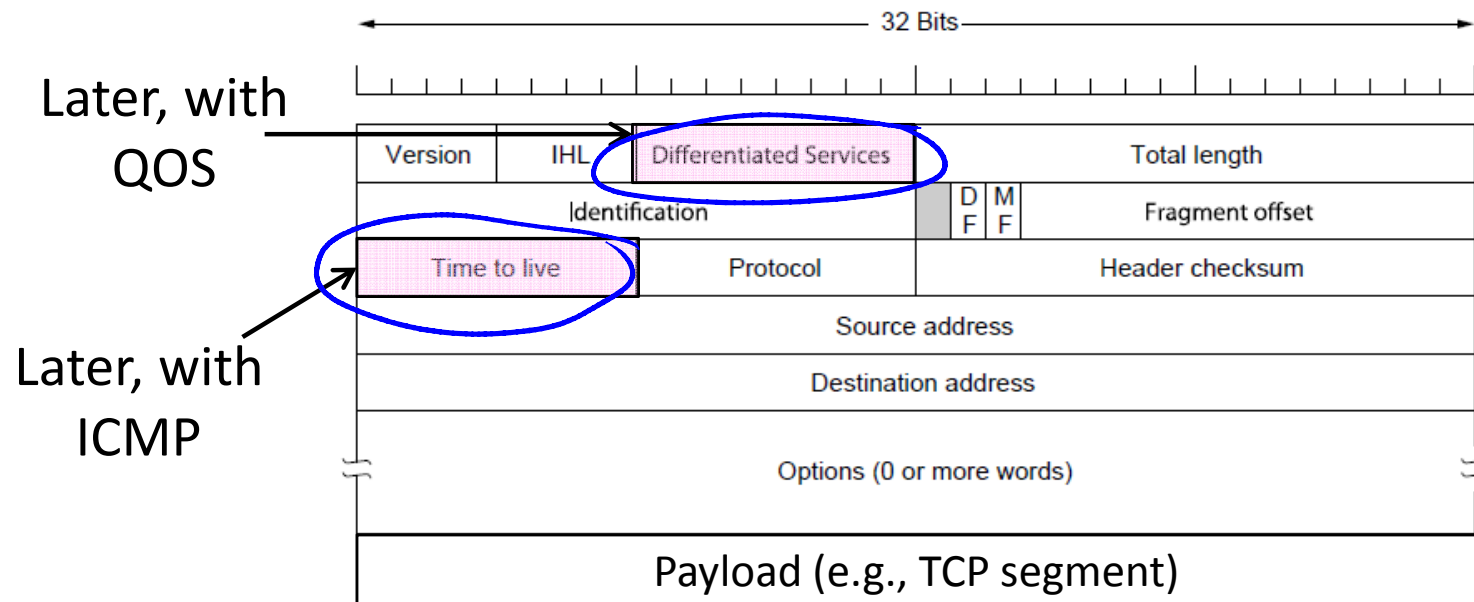 32 Bits
Later, with
QOS
Version IHL Differentiated Services Total length
Identification D F M F Fragment offset
Time to live Protocol Header checksum
Source address
Later, with
ICMP
Destination address
Options (0 or more words)
Payload (e.g., TCP segment)